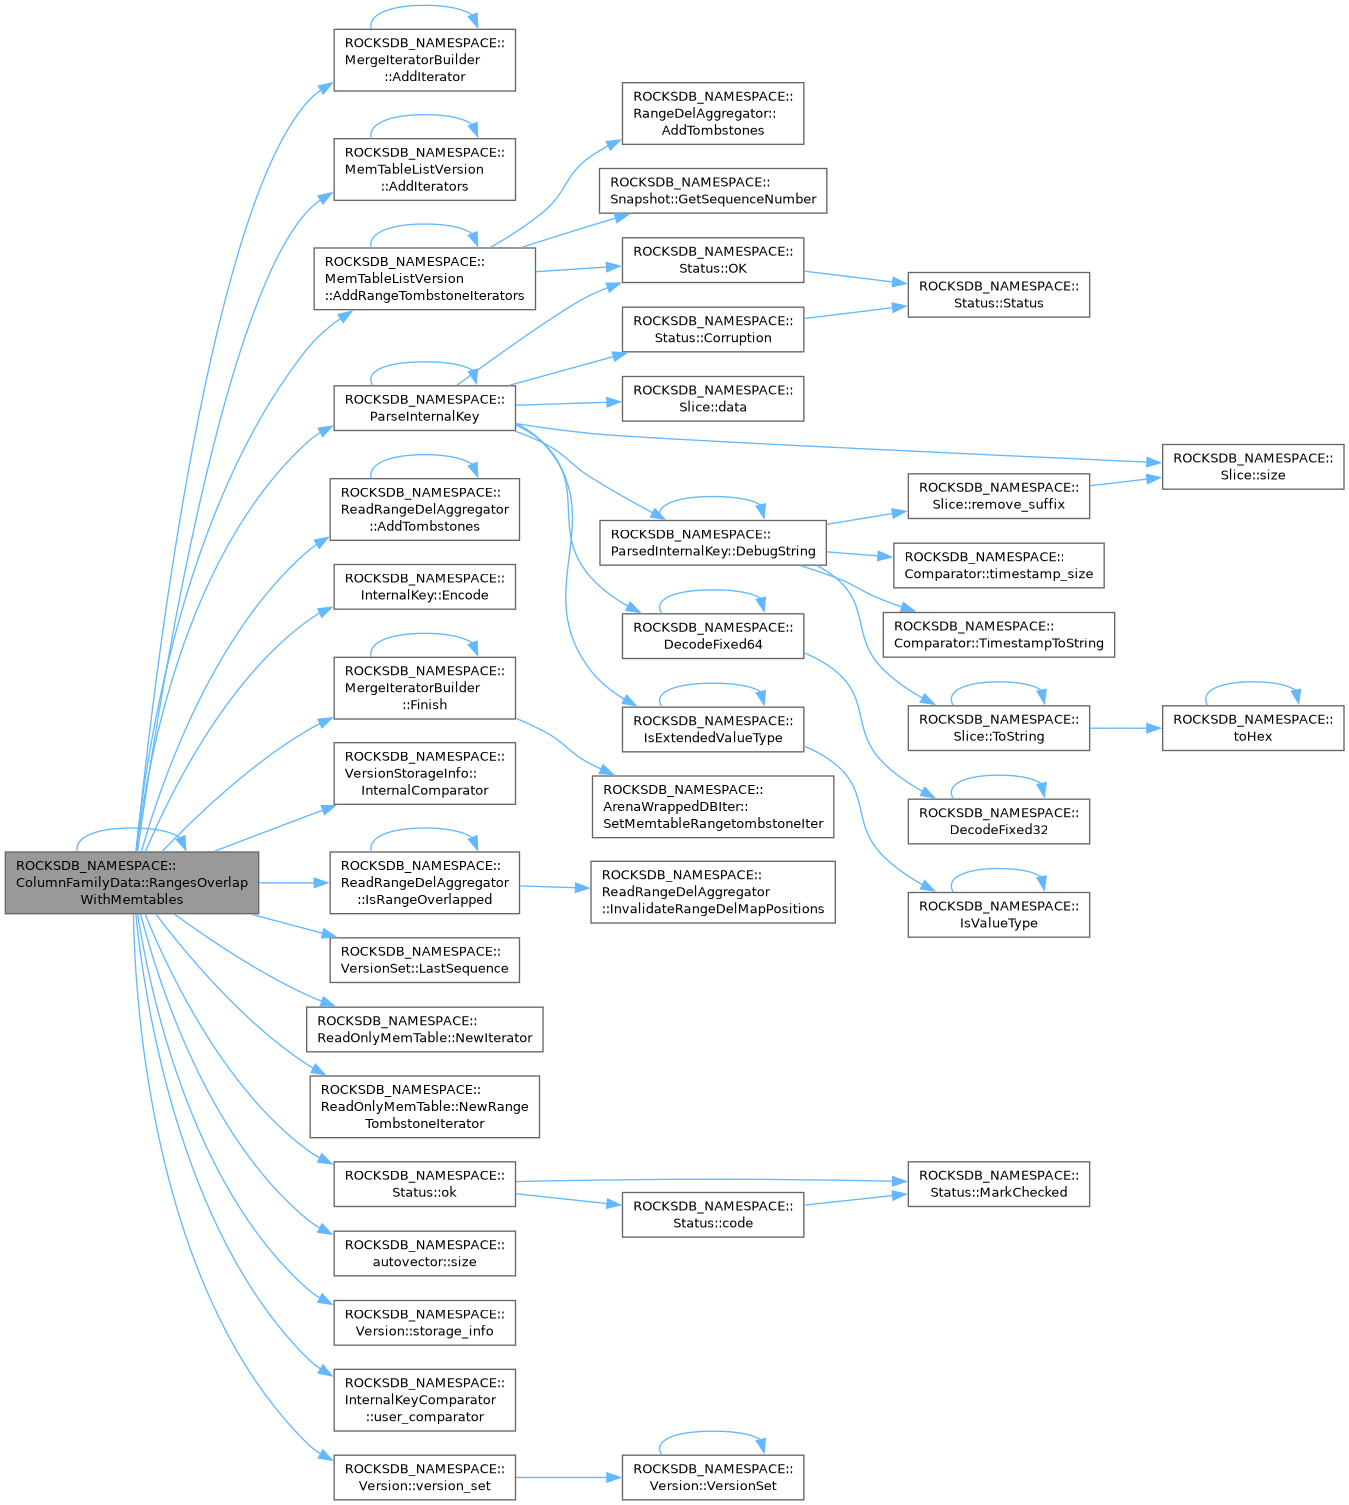 ROCKSDB_NAMESPACE::
ColumnFamilyData::RangesOverlap
WithMemtables
ROCKSDB_NAMESPACE::
MergeIteratorBuilder
::AddIterator
ROCKSDB_NAMESPACE::
MemTableListVersion
::AddIterators
ROCKSDB_NAMESPACE::
MemTableListVersion
::AddRangeTombstoneIterators
ROCKSDB_NAMESPACE::
ParseInternalKey
ROCKSDB_NAMESPACE::
ReadRangeDelAggregator
::AddTombstones
ROCKSDB_NAMESPACE::
InternalKey::Encode
ROCKSDB_NAMESPACE::
MergeIteratorBuilder
::Finish
ROCKSDB_NAMESPACE::
VersionStorageInfo::
InternalComparator
ROCKSDB_NAMESPACE::
ReadRangeDelAggregator
::IsRangeOverlapped
ROCKSDB_NAMESPACE::
VersionSet::LastSequence
ROCKSDB_NAMESPACE::
ReadOnlyMemTable::NewIterator
ROCKSDB_NAMESPACE::
ReadOnlyMemTable::NewRange
TombstoneIterator
ROCKSDB_NAMESPACE::
Status::ok
ROCKSDB_NAMESPACE::
autovector::size
ROCKSDB_NAMESPACE::
Version::storage_info
ROCKSDB_NAMESPACE::
InternalKeyComparator
::user_comparator
ROCKSDB_NAMESPACE::
Version::version_set
ROCKSDB_NAMESPACE::
RangeDelAggregator::
AddTombstones
ROCKSDB_NAMESPACE::
Snapshot::GetSequenceNumber
ROCKSDB_NAMESPACE::
Status::OK
ROCKSDB_NAMESPACE::
Status::Corruption
ROCKSDB_NAMESPACE::
Slice::data
ROCKSDB_NAMESPACE::
ParsedInternalKey::DebugString
ROCKSDB_NAMESPACE::
DecodeFixed64
ROCKSDB_NAMESPACE::
IsExtendedValueType
ROCKSDB_NAMESPACE::
ArenaWrappedDBIter::
SetMemtableRangetombstoneIter
ROCKSDB_NAMESPACE::
ReadRangeDelAggregator
::InvalidateRangeDelMapPositions
ROCKSDB_NAMESPACE::
Status::code
ROCKSDB_NAMESPACE::
Version::VersionSet
ROCKSDB_NAMESPACE::
Status::Status
ROCKSDB_NAMESPACE::
Slice::remove_suffix
ROCKSDB_NAMESPACE::
Comparator::timestamp_size
ROCKSDB_NAMESPACE::
Comparator::TimestampToString
ROCKSDB_NAMESPACE::
Slice::ToString
ROCKSDB_NAMESPACE::
DecodeFixed32
ROCKSDB_NAMESPACE::
IsValueType
ROCKSDB_NAMESPACE::
Status::MarkChecked
ROCKSDB_NAMESPACE::
Slice::size
ROCKSDB_NAMESPACE::
toHex